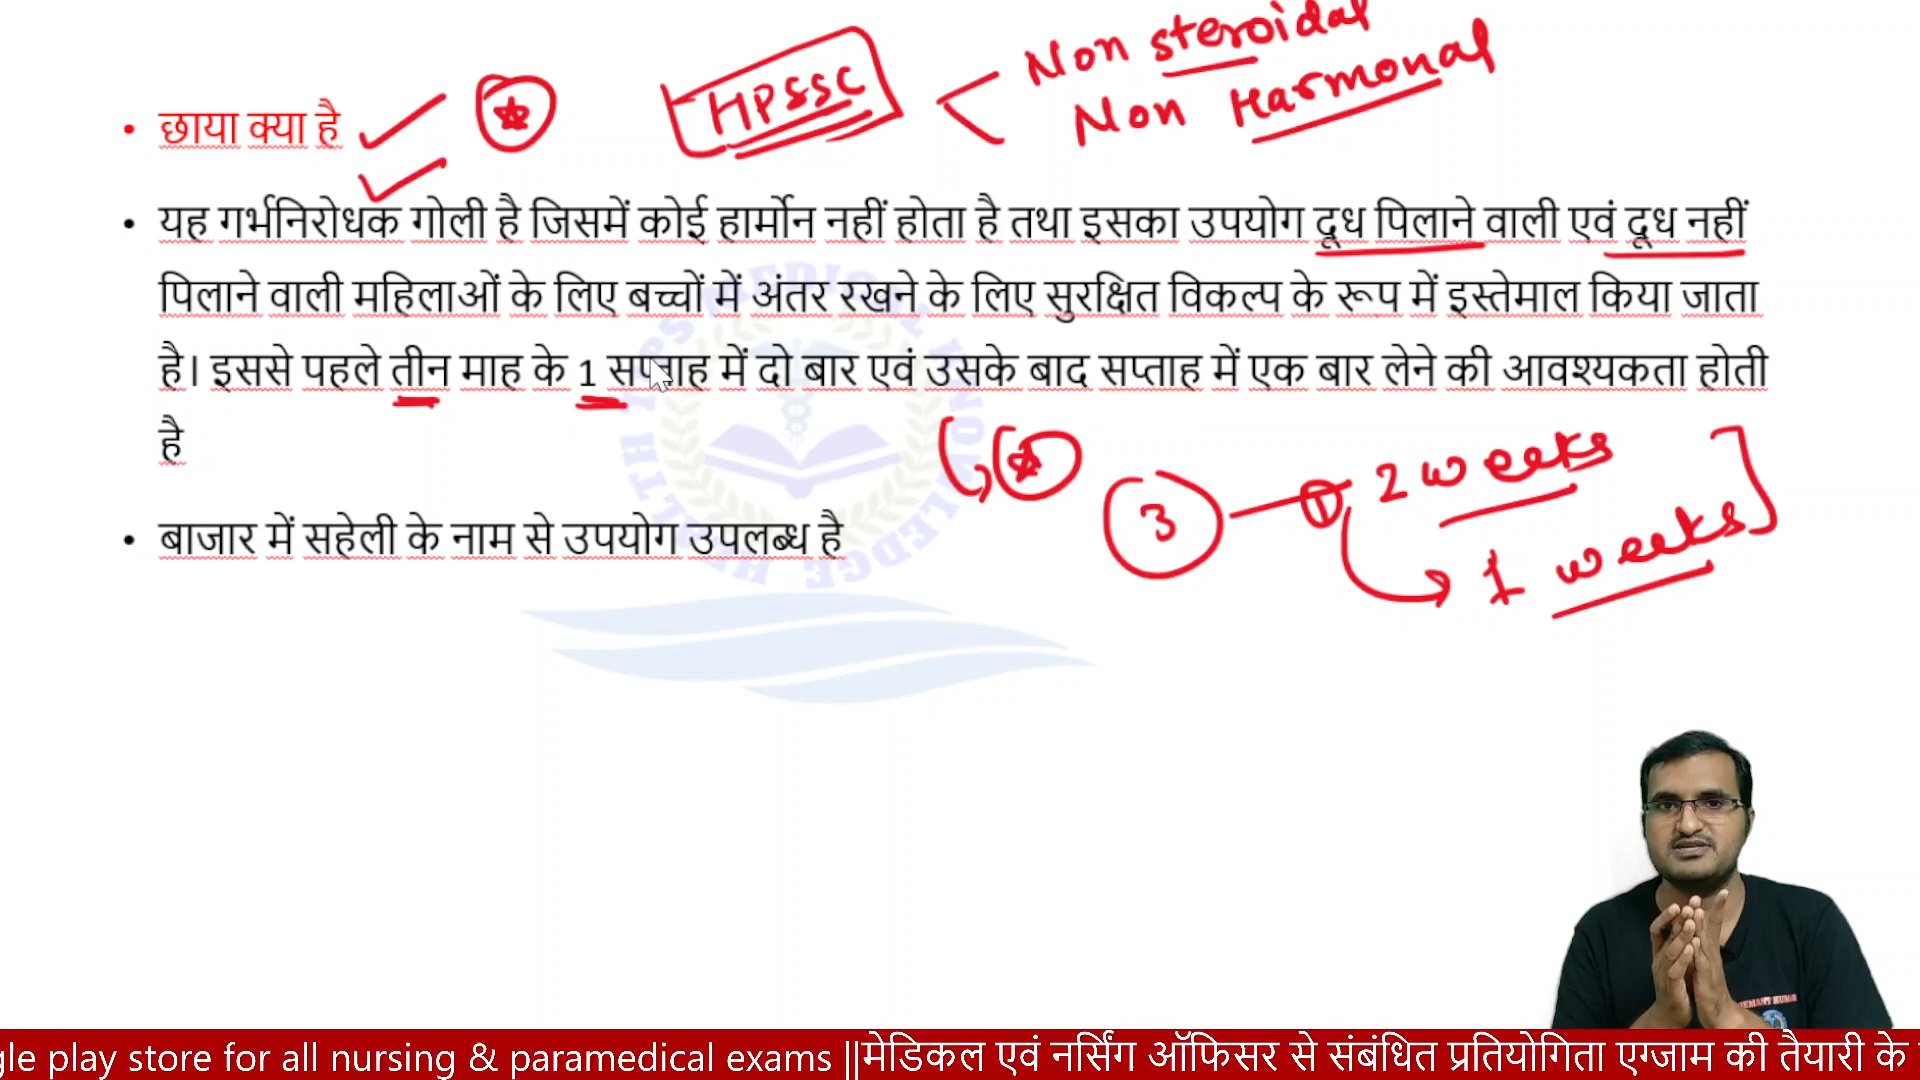 Non steroidal
Non Harmonal
HPSSC
• छाया क्या है
• यह गर्भनिरोधक गोली है जिसमें कोई हार्मोन नहीं होता है तथा इसका उपयोग दूध पिलाने वाली एवं दूध नहीं
पिलाने वाली महिलाओं के लिए बच्चों में अंतर रखने के लिए सुरक्षित विकल्प के रूप में इस्तेमाल किया जाता
है। इससे पहले तीन माह के 1 सप्ताह में दो बार एवं उसके बाद सप्ताह में एक बार लेने की आवश्यकता होती
है
3 1 2 weeks
1 weeks
• बाजार में सहेली के नाम से उपयोग उपलब्ध है
gle play store for all nursing & paramedical exams ||मेडिकल एवं नर्सिंग ऑफिसर से संबंधित प्रतियोगिता एग्जाम की तैयारी के